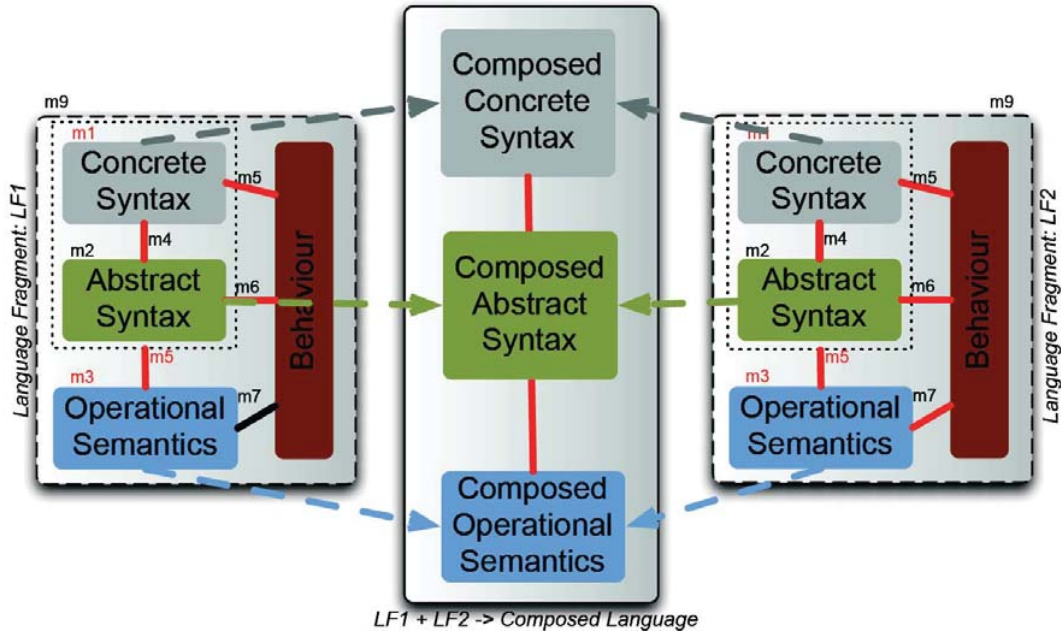 m9
m1
Concrete
Syntax
m5
m4
m2
Abstract
Syntax
m6
m5
m3
Operational
Semantics
m7
Behaviour
Language Fragment: LF1
Composed
Concrete
Syntax
Composed
Abstract
Syntax
Composed
Operational
Semantics
LF1 + LF2 -> Composed Language
m9
m1
Concrete
Syntax
m5
m4
m2
Abstract
Syntax
m6
m5
m3
Operational
Semantics
m7
Behaviour
Language Fragment: LF2